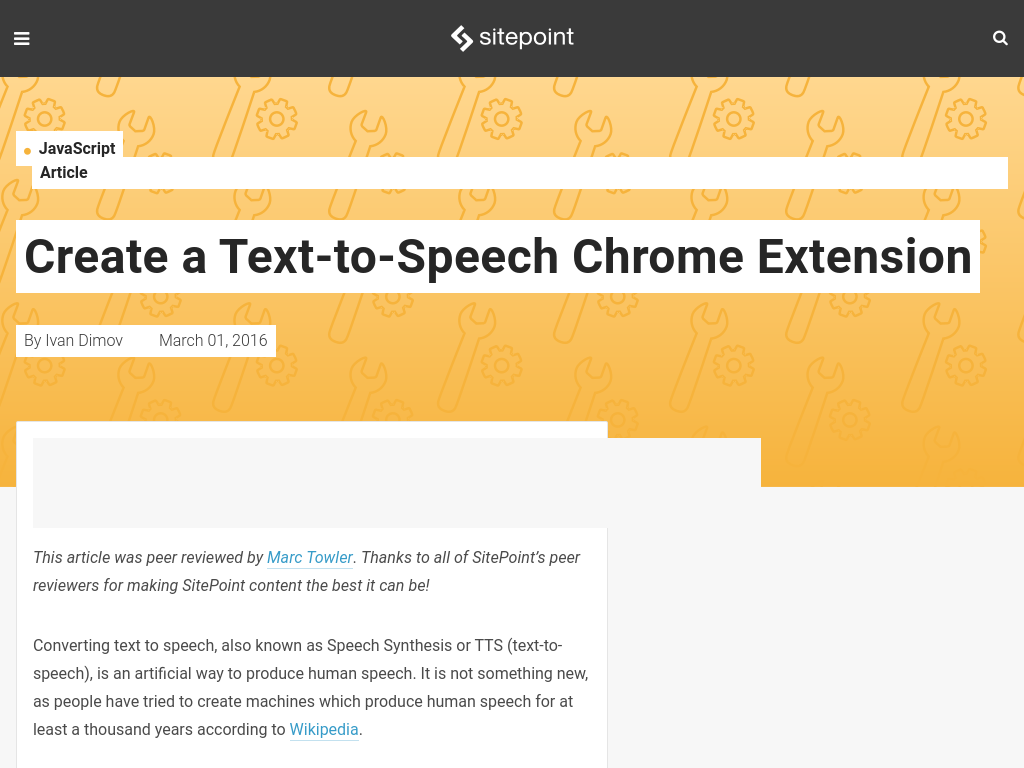 sitepoint
JavaScript
Article
Create a Text-to-Speech Chrome Extension
By Ivan Dimov March 01, 2016
This article was peer reviewed by Marc Towler. Thanks to all of SitePoint’s peer
reviewers for making SitePoint content the best it can be!
Converting text to speech, also known as Speech Synthesis or TTS (text-to-
speech), is an artificial way to produce human speech. It is not something new,
as people have tried to create machines which produce human speech for at
least a thousand years according to Wikipedia.